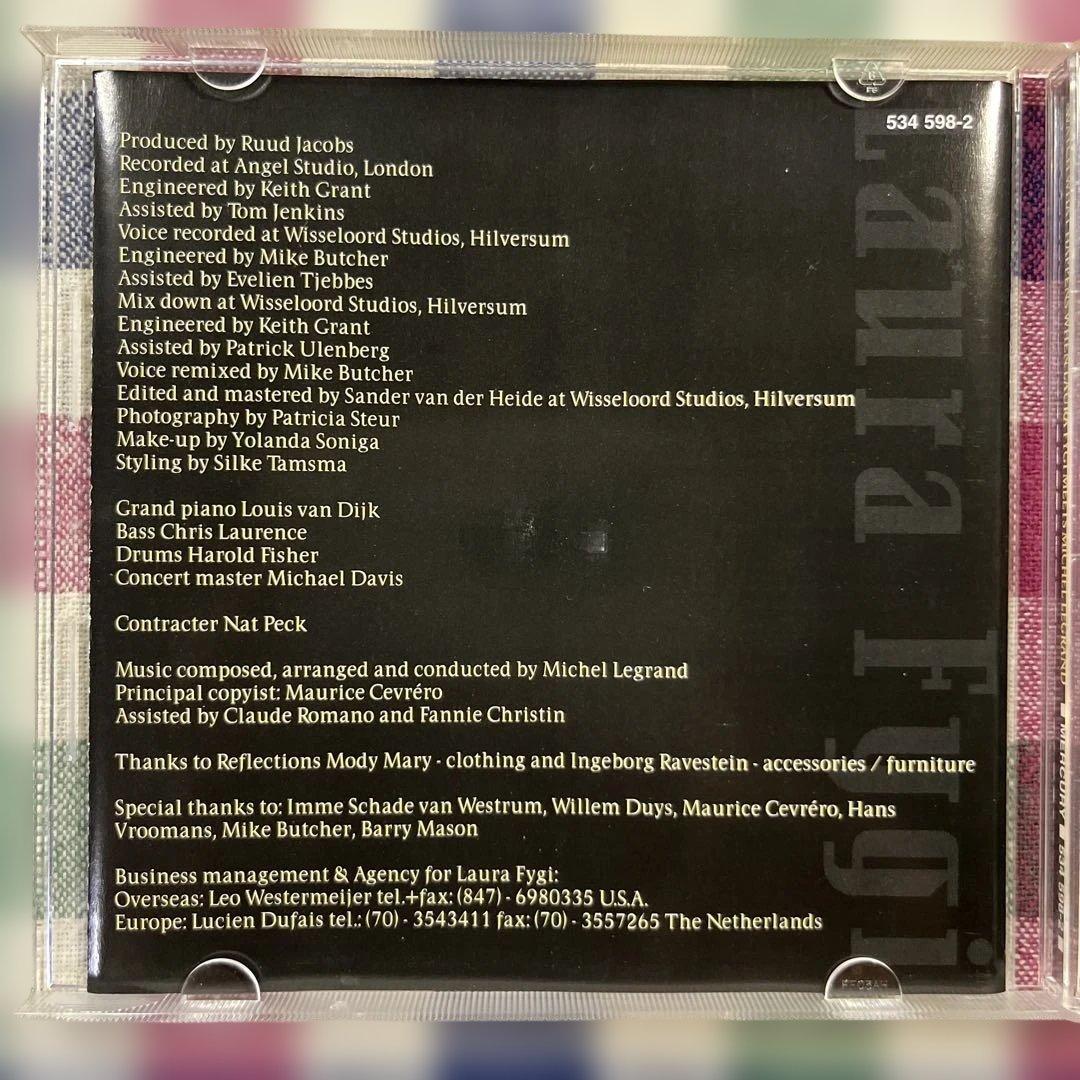 534 598-2
Produced by Ruud Jacobs
Recorded at Angel Studio, London
Engineered by Keith Grant
Assisted by Tom Jenkins
Voice recorded at Wisseloord Studios, Hilversum
Engineered by Mike Butcher
Assisted by Evelien Tjebbes
Mix down at Wisseloord Studios, Hilversum
Engineered by Keith Grant
Assisted by Patrick Ulenberg
Voice remixed by Mike Butcher
Edited and mastered by Sander van der Heide at Wisseloord Studios, Hilversum
Photography by Patricia Steur
Make-up by Yolanda Soniga
Styling by Silke Tamsma
Grand piano Louis van Dijk
Bass Chris Laurence
Drums Harold Fisher
Concert master Michael Davis
Contracter Nat Peck
Music composed, arranged and conducted by Michel Legrand
Principal copyist: Maurice Cevréro
Assisted by Claude Romano and Fannie Christin
Thanks to Reflections Mody Mary - clothing and Ingeborg Ravestein - accessories / furniture
Special thanks to: Imme Schade van Westrum, Willem Duys, Maurice Cevréro, Hans
Vroomans, Mike Butcher, Barry Mason
Business management & Agency for Laura Fygi:
Overseas: Leo Westermeijer tel.+fax: (847) - 6980335 U.S.A.
Europe: Lucien Dufais tel.: (70) - 3543411 fax: (70) - 3557265 The Netherlands
Laura Fygi
MEETS MICHEL LEGRAND
MERCURY 534 598-2